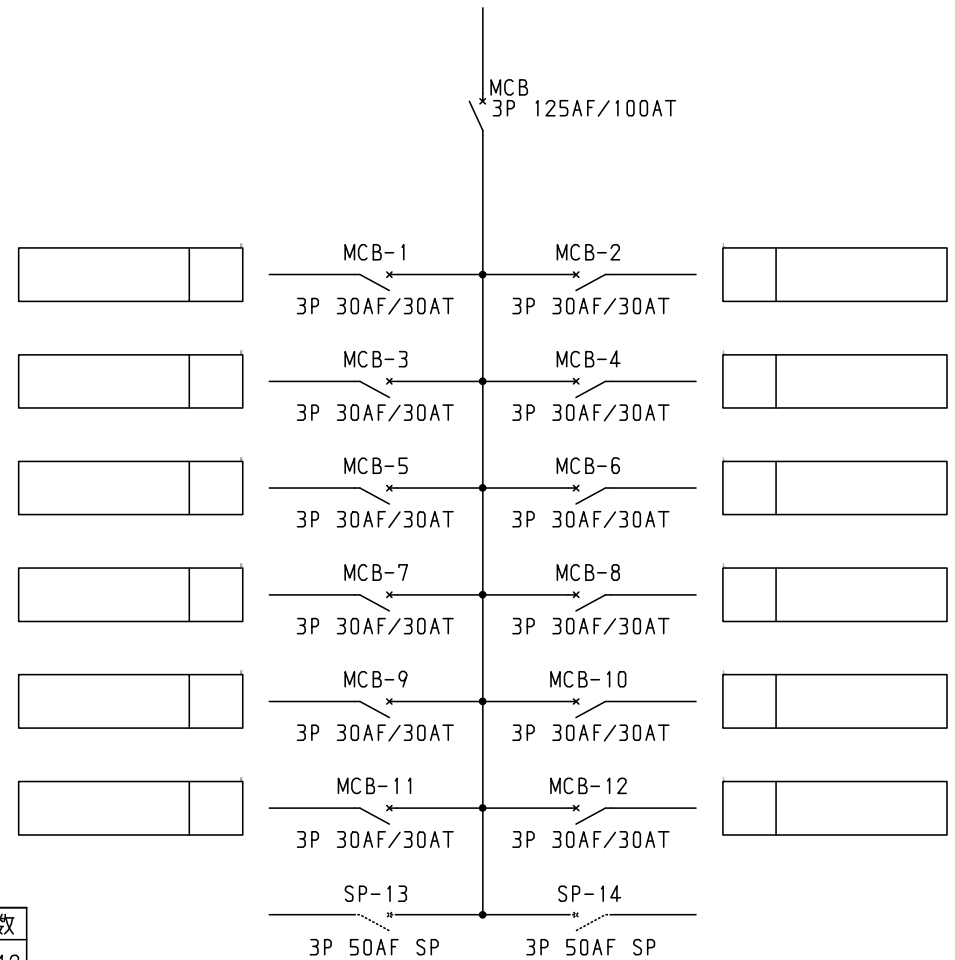 MCB
3P 125AF/100AT
MCB-1 MCB-2
3P 30AF/30AT 3P 30AF/30AT
MCB-3 MCB-4
3P 30AF/30AT 3P 30AF/30AT
MCB-5 MCB-6
3P 30AF/30AT 3P 30AF/30AT
MCB-7 MCB-8
3P 30AF/30AT 3P 30AF/30AT
MCB-9 MCB-10
3P 30AF/30AT 3P 30AF/30AT
MCB-11 MCB-12
3P 30AF/30AT 3P 30AF/30AT
SP-13 SP-14
3P 50AF SP 3P 50AF SP
数